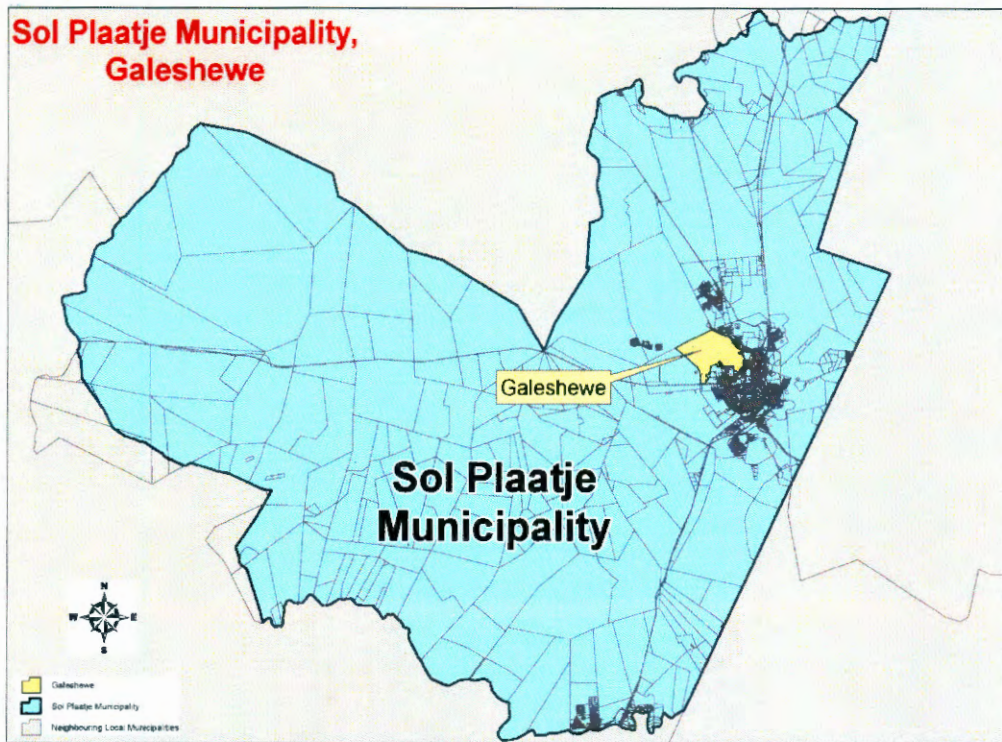 Sol Plaatje Municipality,
Galeshewe
Galeshewe
Sol Plaatje
Municipality
N
W E
S
Galeshewe
Sol Plaatje Municipality
Neighbouring Local Municipalities